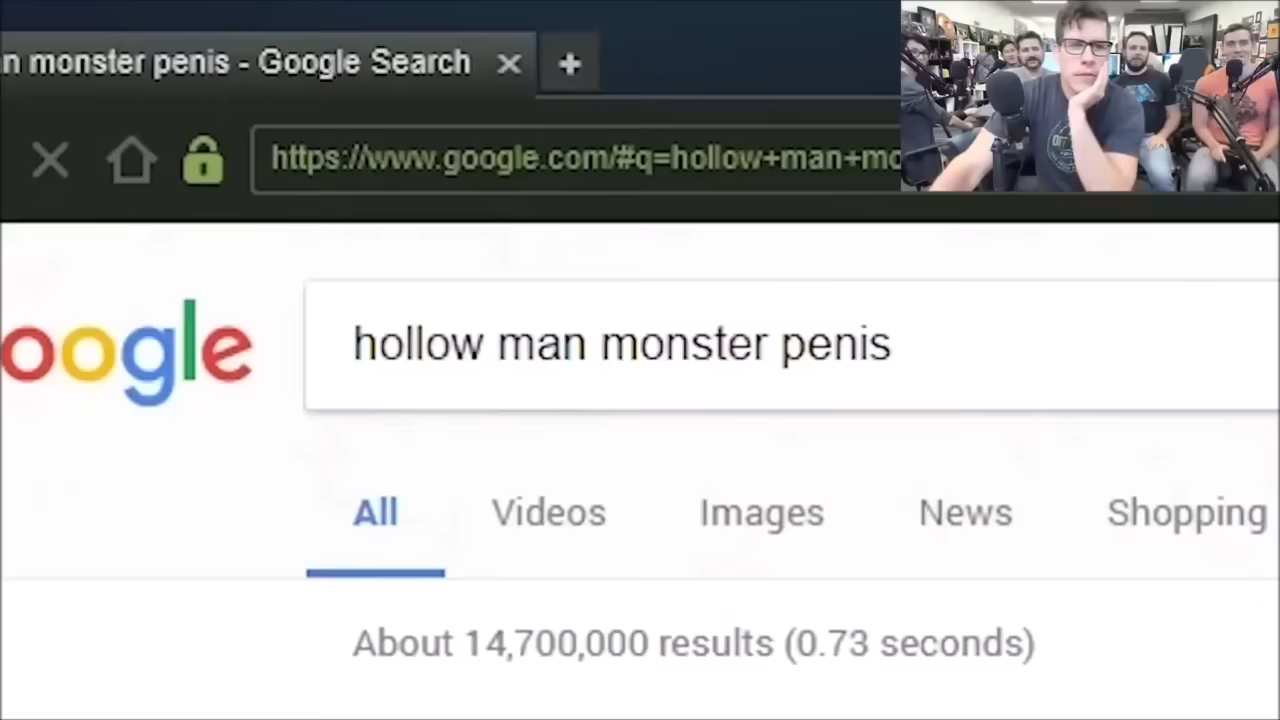 n monster penis - Google Search
https://www.google.com/#q=hollow+man+mo
oogle
hollow man monster penis
All Videos Images News Shopping
About 14,700,000 results (0.73 seconds)